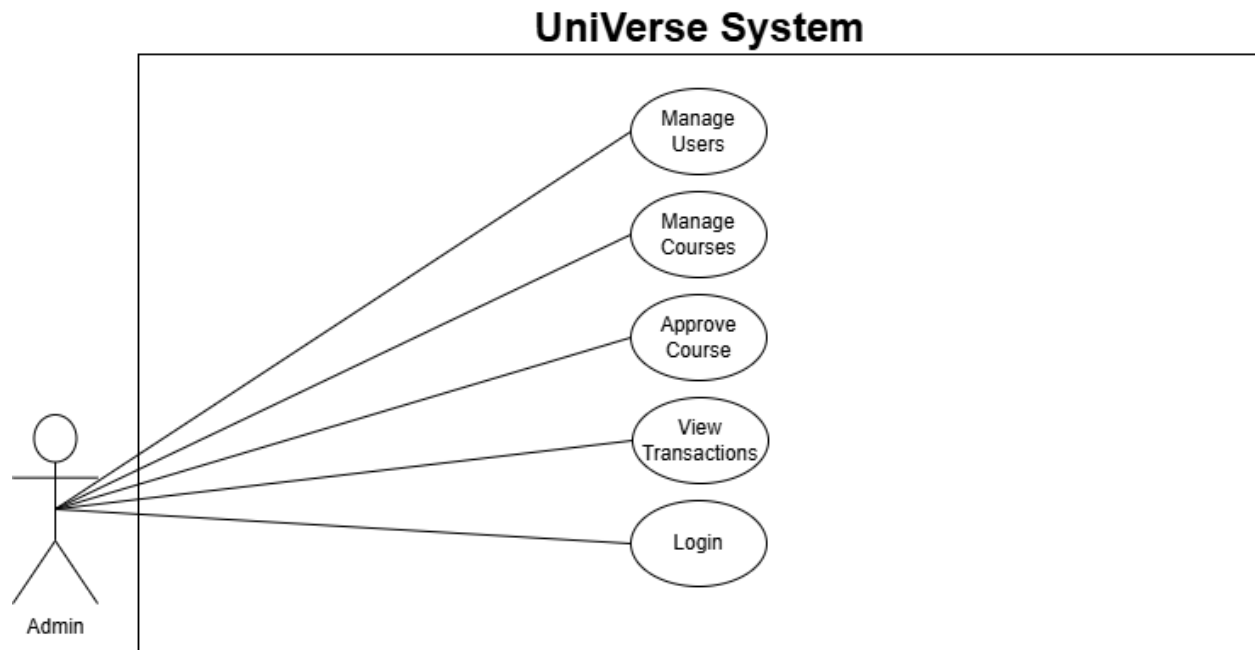 UniVerse System
Manage
Users
Manage
Courses
Approve
Course
View
Transactions
Login
Admin